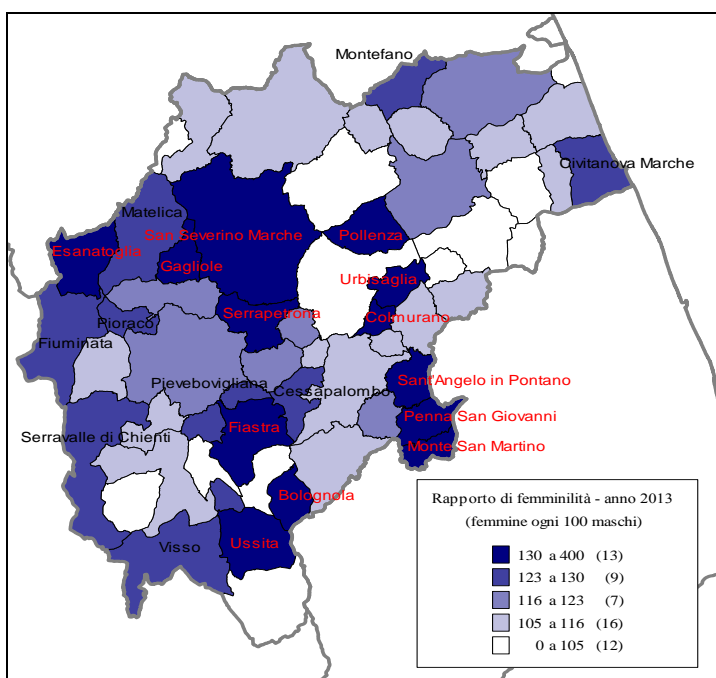 Montefano
Civitanova Marche
Matelica
San Severino Marche
Pollenza
Esanatoglia
Gagliole
Urbisaglia
Serrapetrona
Colmurano
Pioraco
Fiuminata
Pievebovigliana
Cessapalombo
Sant'Angelo in Pontano
Penna San Giovanni
Fiastra
Serravalle di Chienti
Monte San Martino
Bolognola
Visso
Ussita
Rapporto di femminilità - anno 2013
(femmine ogni 100 maschi)
130 a 400 (13)
123 a 130 (9)
116 a 123 (7)
105 a 116 (16)
0 a 105 (12)